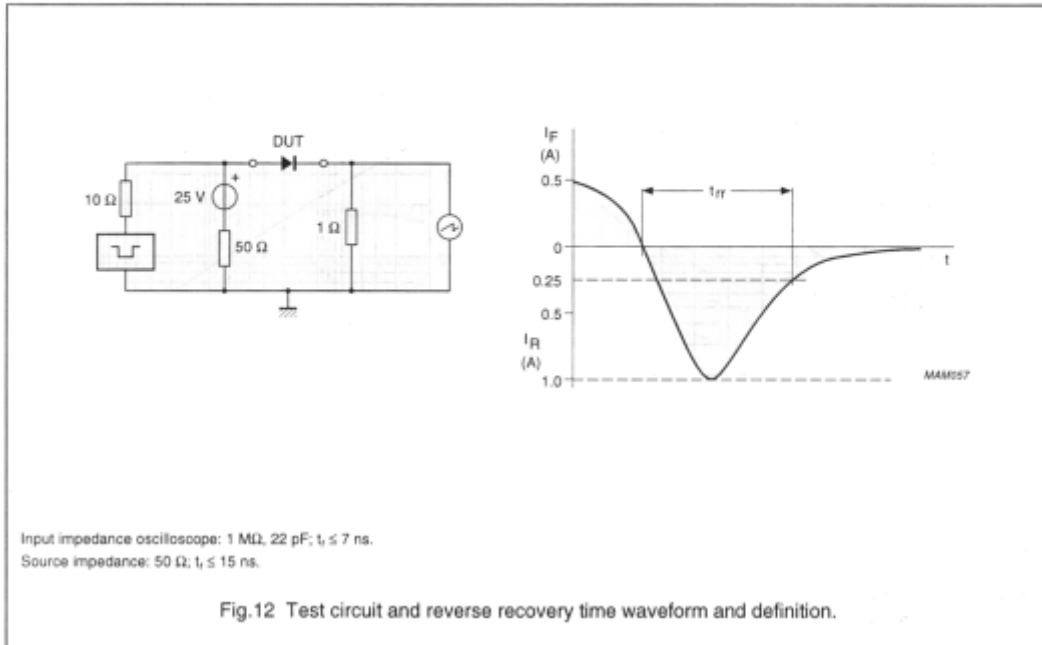 DUT
+
10 Ω
25 V
50 Ω
1 Ω
I_F
(A)
0.5
t_rr
0
t
0.25
0.5
I_R
(A)
1.0
MAM057
Input impedance oscilloscope: 1 MΩ, 22 pF; t_r ≤ 7 ns.
Source impedance: 50 Ω; t_r ≤ 15 ns.
Fig.12 Test circuit and reverse recovery time waveform and definition.